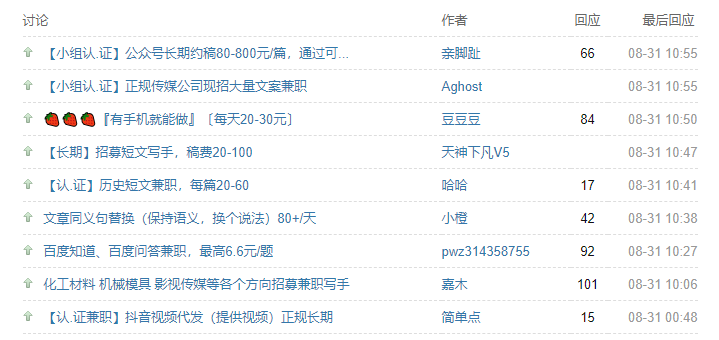 讨论 作者 回应 最后回应
【小组认.证】公众号长期约稿80-800元/篇，通过可... 亲脚趾 66 08-31 10:55
【小组认.证】正规传媒公司现招大量文案兼职 Aghost 08-31 10:55
🍓🍓🍓『有手机就能做』〔每天20-30元〕 豆豆豆 84 08-31 10:50
【长期】招募短文写手，稿费20-100 天神下凡V5 08-31 10:47
【认.证】历史短文兼职，每篇20-60 哈哈 17 08-31 10:41
文章同义句替换（保持语义，换个说法）80+/天 小橙 42 08-31 10:38
百度知道、百度问答兼职，最高6.6元/题 pwz314358755 92 08-31 10:27
化工材料 机械模具 影视传媒等各个方向招募兼职写手 嘉木 101 08-31 10:06
【认.证兼职】抖音视频代发（提供视频）正规长期 简单点 15 08-31 00:48